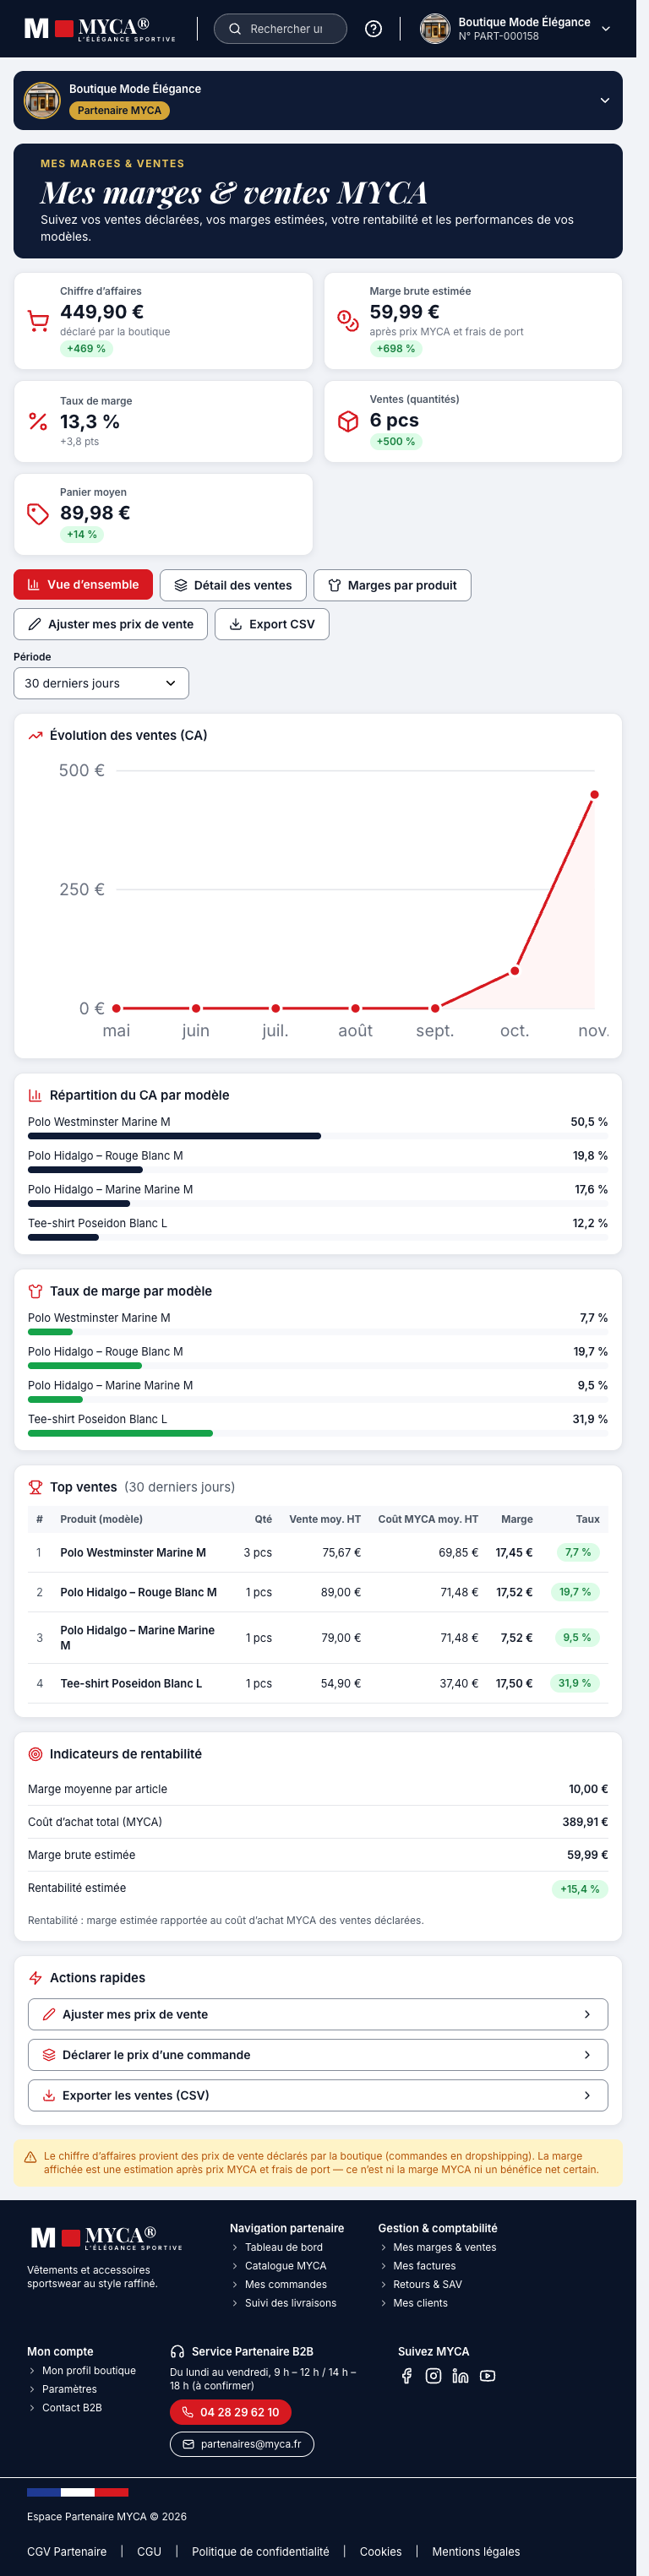 M MYCA®
L'ÉLÉGANCE SPORTIVE
Rechercher un
Boutique Mode Élégance
N° PART-000158
Boutique Mode Élégance
Partenaire MYCA
MES MARGES & VENTES
Mes marges & ventes MYCA
Suivez vos ventes déclarées, vos marges estimées, votre rentabilité et les performances de vos
modèles.
Chiffre d’affaires
449,90 €
déclaré par la boutique
+469 %
Marge brute estimée
59,99 €
après prix MYCA et frais de port
+698 %
Taux de marge
13,3 %
+3,8 pts
Ventes (quantités)
6 pcs
+500 %
Panier moyen
89,98 €
+14 %
Vue d’ensemble
Détail des ventes
Marges par produit
Ajuster mes prix de vente
Export CSV
Période
30 derniers jours
Évolution des ventes (CA)
500 €
250 €
0 €
mai juin juil. août sept. oct. nov.
Répartition du CA par modèle
Polo Westminster Marine M 50,5 %
Polo Hidalgo – Rouge Blanc M 19,8 %
Polo Hidalgo – Marine Marine M 17,6 %
Tee-shirt Poseidon Blanc L 12,2 %
Taux de marge par modèle
Polo Westminster Marine M 7,7 %
Polo Hidalgo – Rouge Blanc M 19,7 %
Polo Hidalgo – Marine Marine M 9,5 %
Tee-shirt Poseidon Blanc L 31,9 %
Top ventes (30 derniers jours)
# Produit (modèle) Qté Vente moy. HT Coût MYCA moy. HT Marge Taux
1 Polo Westminster Marine M 3 pcs 75,67 € 69,85 € 17,45 € 7,7 %
2 Polo Hidalgo – Rouge Blanc M 1 pcs 89,00 € 71,48 € 17,52 € 19,7 %
3 Polo Hidalgo – Marine Marine M 1 pcs 79,00 € 71,48 € 7,52 € 9,5 %
4 Tee-shirt Poseidon Blanc L 1 pcs 54,90 € 37,40 € 17,50 € 31,9 %
Indicateurs de rentabilité
Marge moyenne par article 10,00 €
Coût d’achat total (MYCA) 389,91 €
Marge brute estimée 59,99 €
Rentabilité estimée +15,4 %
Rentabilité : marge estimée rapportée au coût d’achat MYCA des ventes déclarées.
Actions rapides
Ajuster mes prix de vente
Déclarer le prix d’une commande
Exporter les ventes (CSV)
Le chiffre d’affaires provient des prix de vente déclarés par la boutique (commandes en dropshipping). La marge
affichée est une estimation après prix MYCA et frais de port — ce n’est ni la marge MYCA ni un bénéfice net certain.
M MYCA®
L'ÉLÉGANCE SPORTIVE
Vêtements et accessoires
sportswear au style raffiné.
Navigation partenaire
Tableau de bord
Catalogue MYCA
Mes commandes
Suivi des livraisons
Gestion & comptabilité
Mes marges & ventes
Mes factures
Retours & SAV
Mes clients
Mon compte
Mon profil boutique
Paramètres
Contact B2B
Service Partenaire B2B
Du lundi au vendredi, 9 h – 12 h / 14 h –
18 h (à confirmer)
04 28 29 62 10
partenaires@myca.fr
Suivez MYCA
Espace Partenaire MYCA © 2026
CGV Partenaire | CGU | Politique de confidentialité | Cookies | Mentions légales